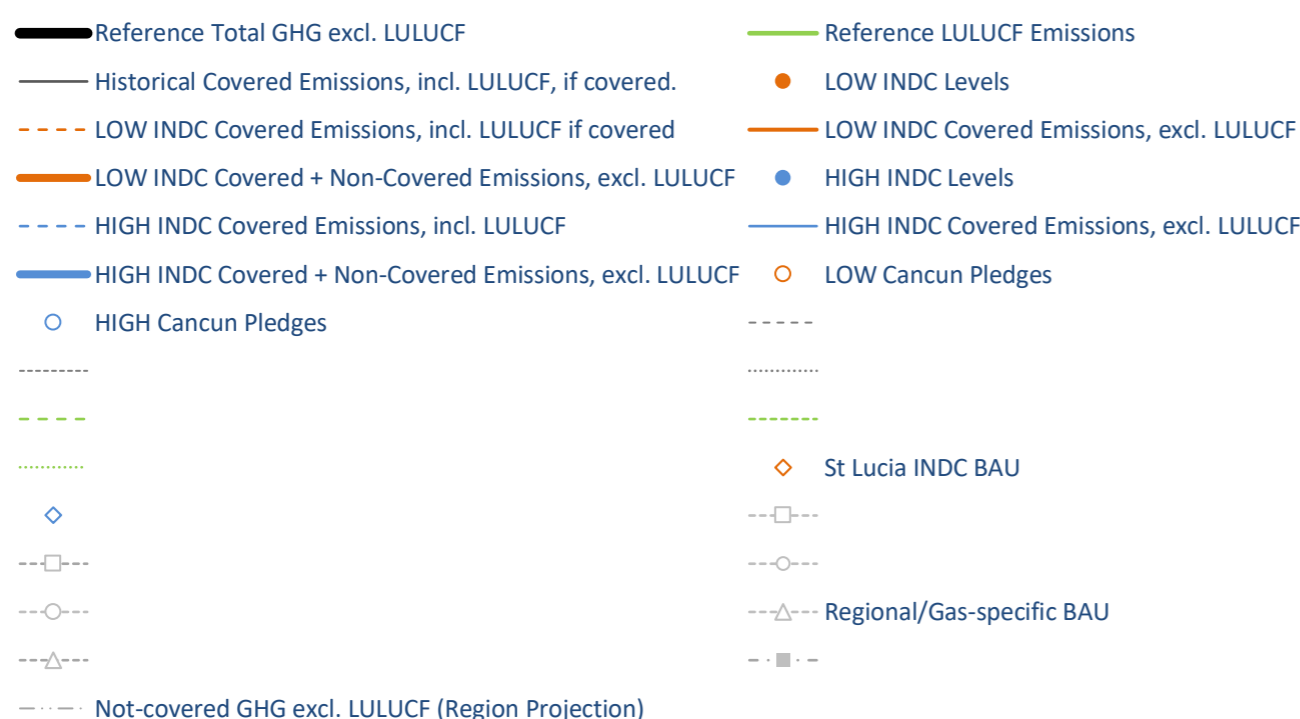 Reference Total GHG excl. LULUCF
Reference LULUCF Emissions
Historical Covered Emissions, incl. LULUCF, if covered.
LOW INDC Levels
LOW INDC Covered Emissions, incl. LULUCF if covered
LOW INDC Covered Emissions, excl. LULUCF
LOW INDC Covered + Non-Covered Emissions, excl. LULUCF
HIGH INDC Levels
HIGH INDC Covered Emissions, incl. LULUCF
HIGH INDC Covered Emissions, excl. LULUCF
HIGH INDC Covered + Non-Covered Emissions, excl. LULUCF
LOW Cancun Pledges
HIGH Cancun Pledges
St Lucia INDC BAU
Regional/Gas-specific BAU
Not-covered GHG excl. LULUCF (Region Projection)